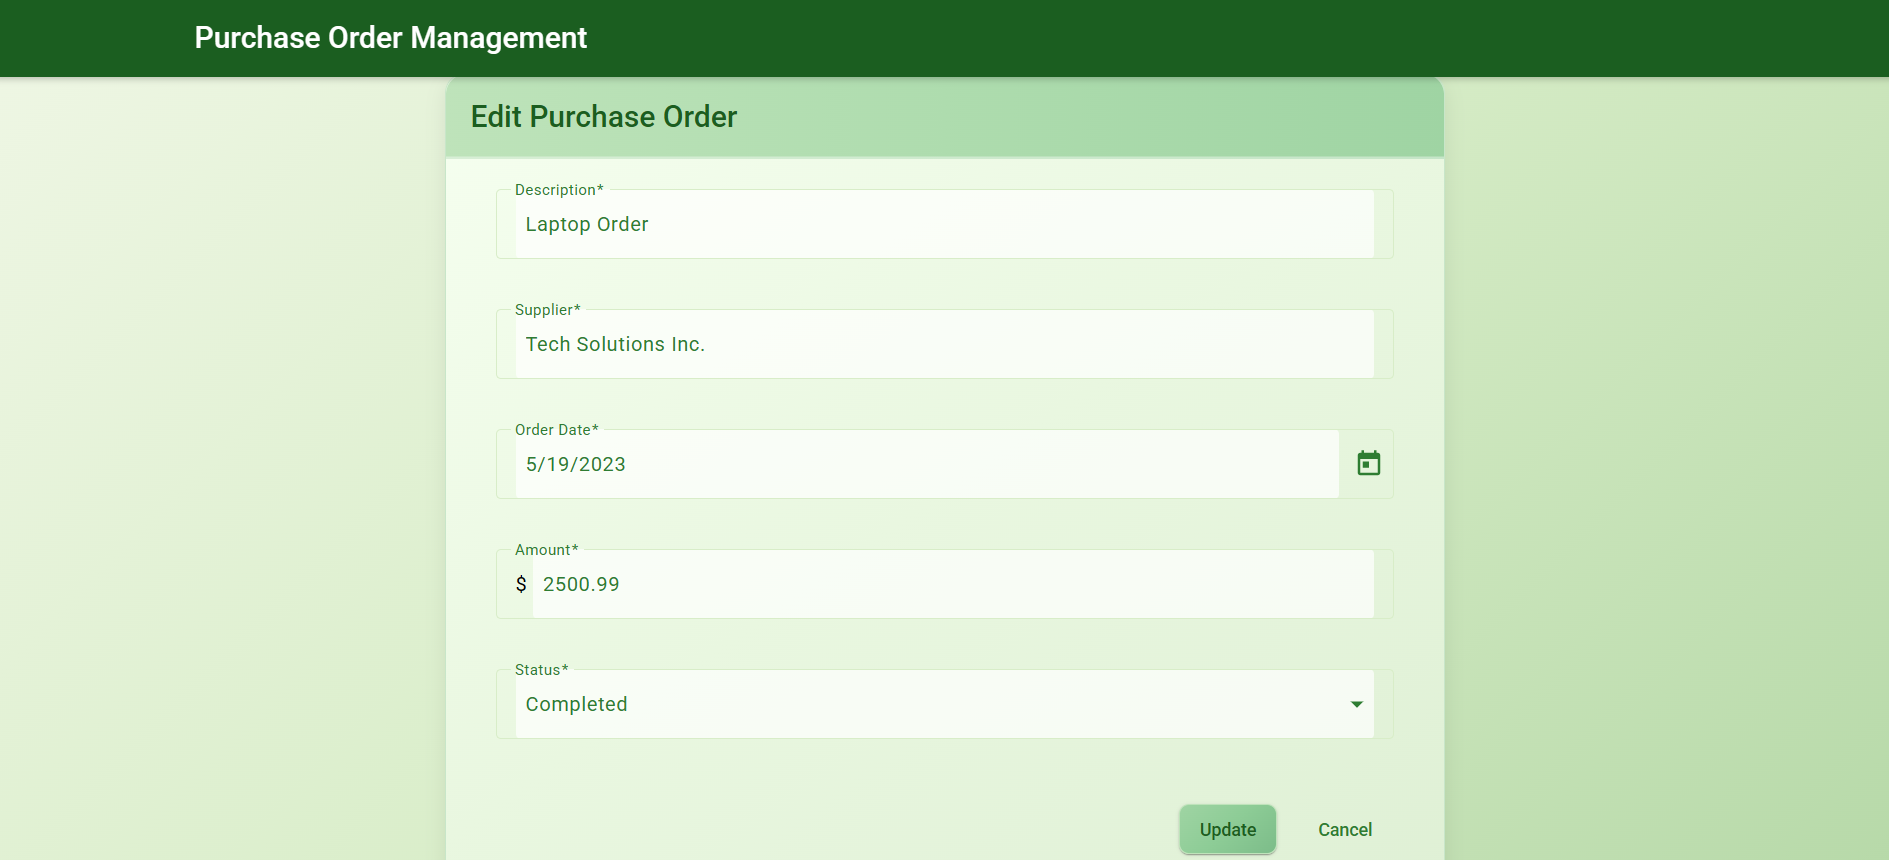 Purchase Order Management
Edit Purchase Order
Description*
Laptop Order
Supplier*
Tech Solutions Inc.
Order Date*
5/19/2023
Amount*
$ 2500.99
Status*
Completed
Update Cancel